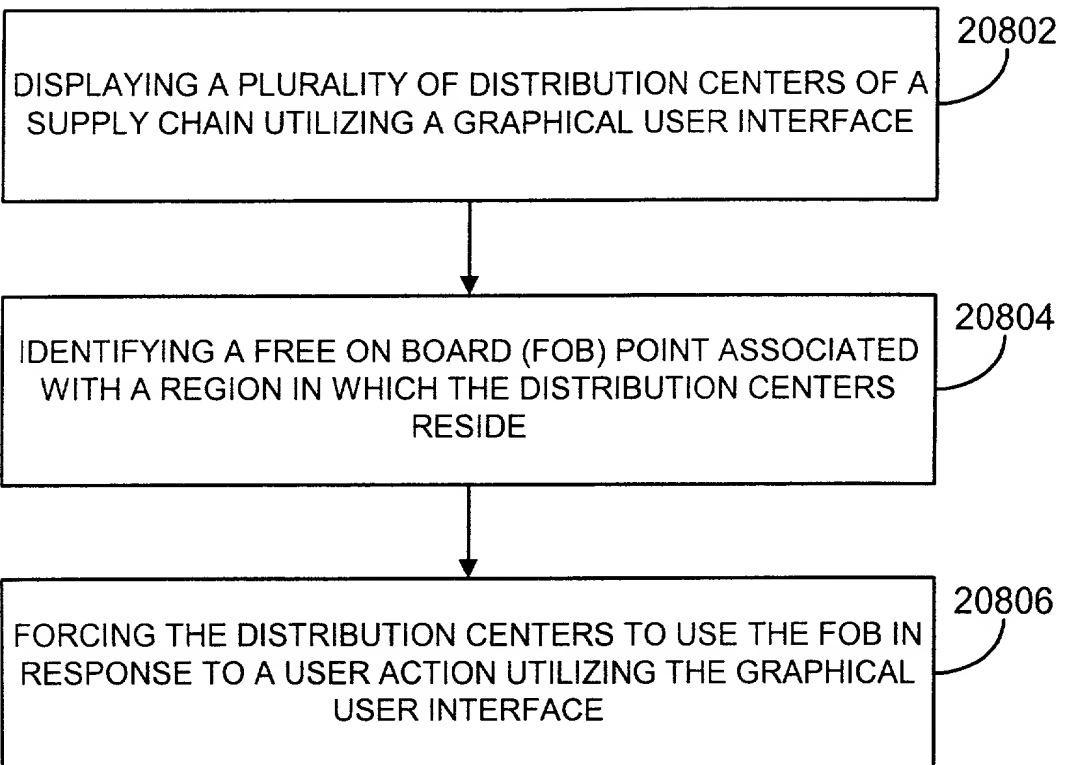 20802
DISPLAYING A PLURALITY OF DISTRIBUTION CENTERS OF A
SUPPLY CHAIN UTILIZING A GRAPHICAL USER INTERFACE
20804
IDENTIFYING A FREE ON BOARD (FOB) POINT ASSOCIATED
WITH A REGION IN WHICH THE DISTRIBUTION CENTERS
RESIDE
20806
FORCING THE DISTRIBUTION CENTERS TO USE THE FOB IN
RESPONSE TO A USER ACTION UTILIZING THE GRAPHICAL
USER INTERFACE